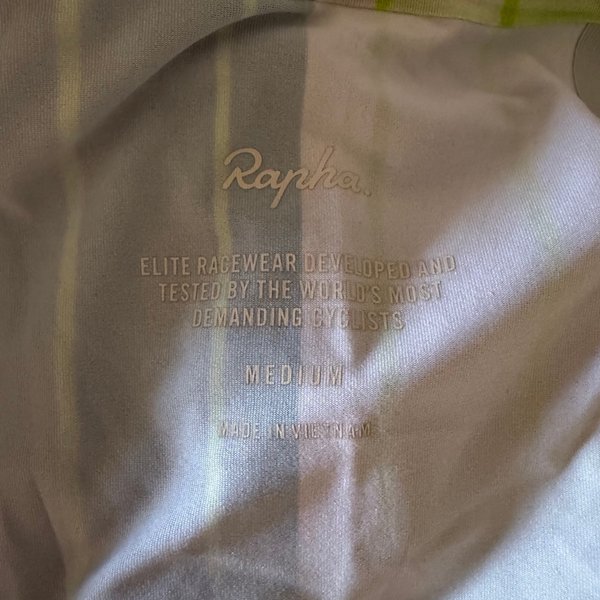 Rapha.
ELITE RACEWEAR DEVELOPED AND
TESTED BY THE WORLD'S MOST
DEMANDING CYCLISTS
MEDIUM
MADE IN VIETNAM